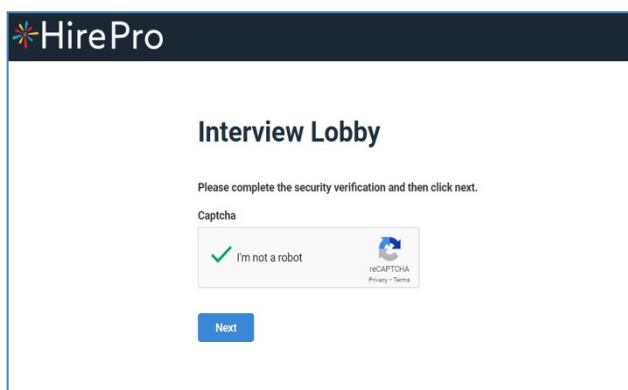 HirePro
Interview Lobby
Please complete the security verification and then click next.
Captcha
I'm not a robot
reCAPTCHA
Privacy - Terms
Next